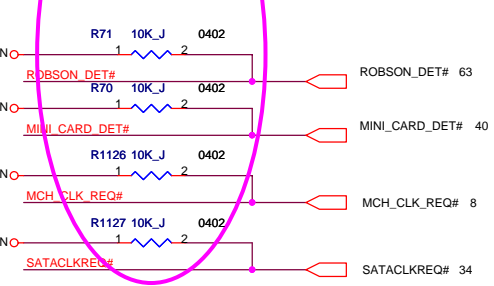 R71 10K_J 0402
N 1 2
ROBSON_DET# ROBSON_DET# 63
R70 10K_J 0402
N 1 2
MINI_CARD_DET# MINI_CARD_DET# 40
R1126 10K_J 0402
N 1 2
MCH_CLK_REQ# MCH_CLK_REQ# 8
R1127 10K_J 0402
N 1 2
SATACLKREQ# SATACLKREQ# 34